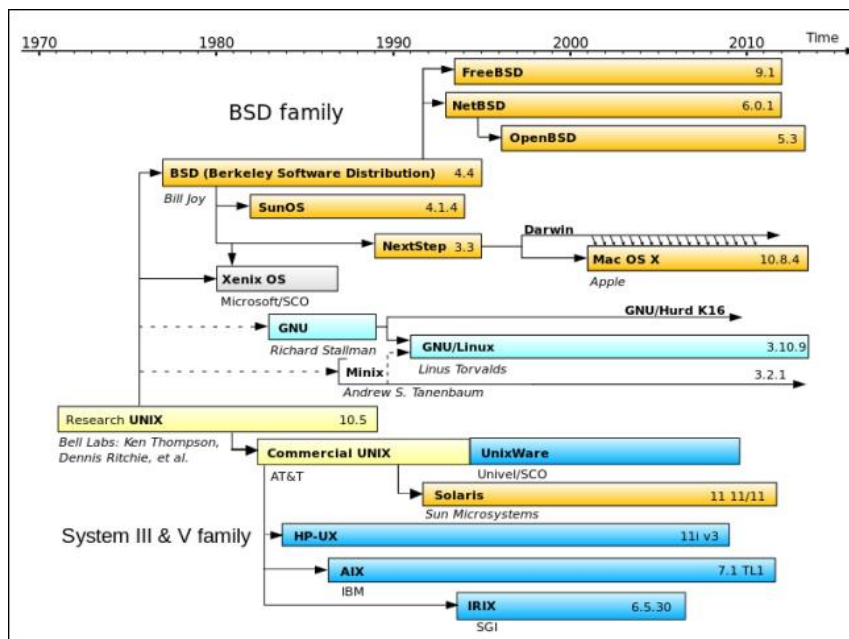 1970 1980 1990 2000 2010 Time
FreeBSD 9.1
NetBSD 6.0.1
BSD family
OpenBSD 5.3
BSD (Berkeley Software Distribution) 4.4
Bill Joy
SunOS 4.1.4
Darwin
NextStep 3.3
Mac OS X 10.8.4
Apple
Xenix OS
Microsoft/SCO
GNU/Hurd K16
GNU
Richard Stallman
GNU/Linux 3.10.9
Linus Torvalds
Minix 3.2.1
Andrew S. Tanenbaum
Research UNIX 10.5
Bell Labs: Ken Thompson,
Dennis Ritchie, et al.
Commercial UNIX
AT&T
UnixWare
Univel/SCO
Solaris 11 11/11
Sun Microsystems
System III & V family
HP-UX 11i v3
AIX 7.1 TL1
IBM
IRIX 6.5.30
SGI